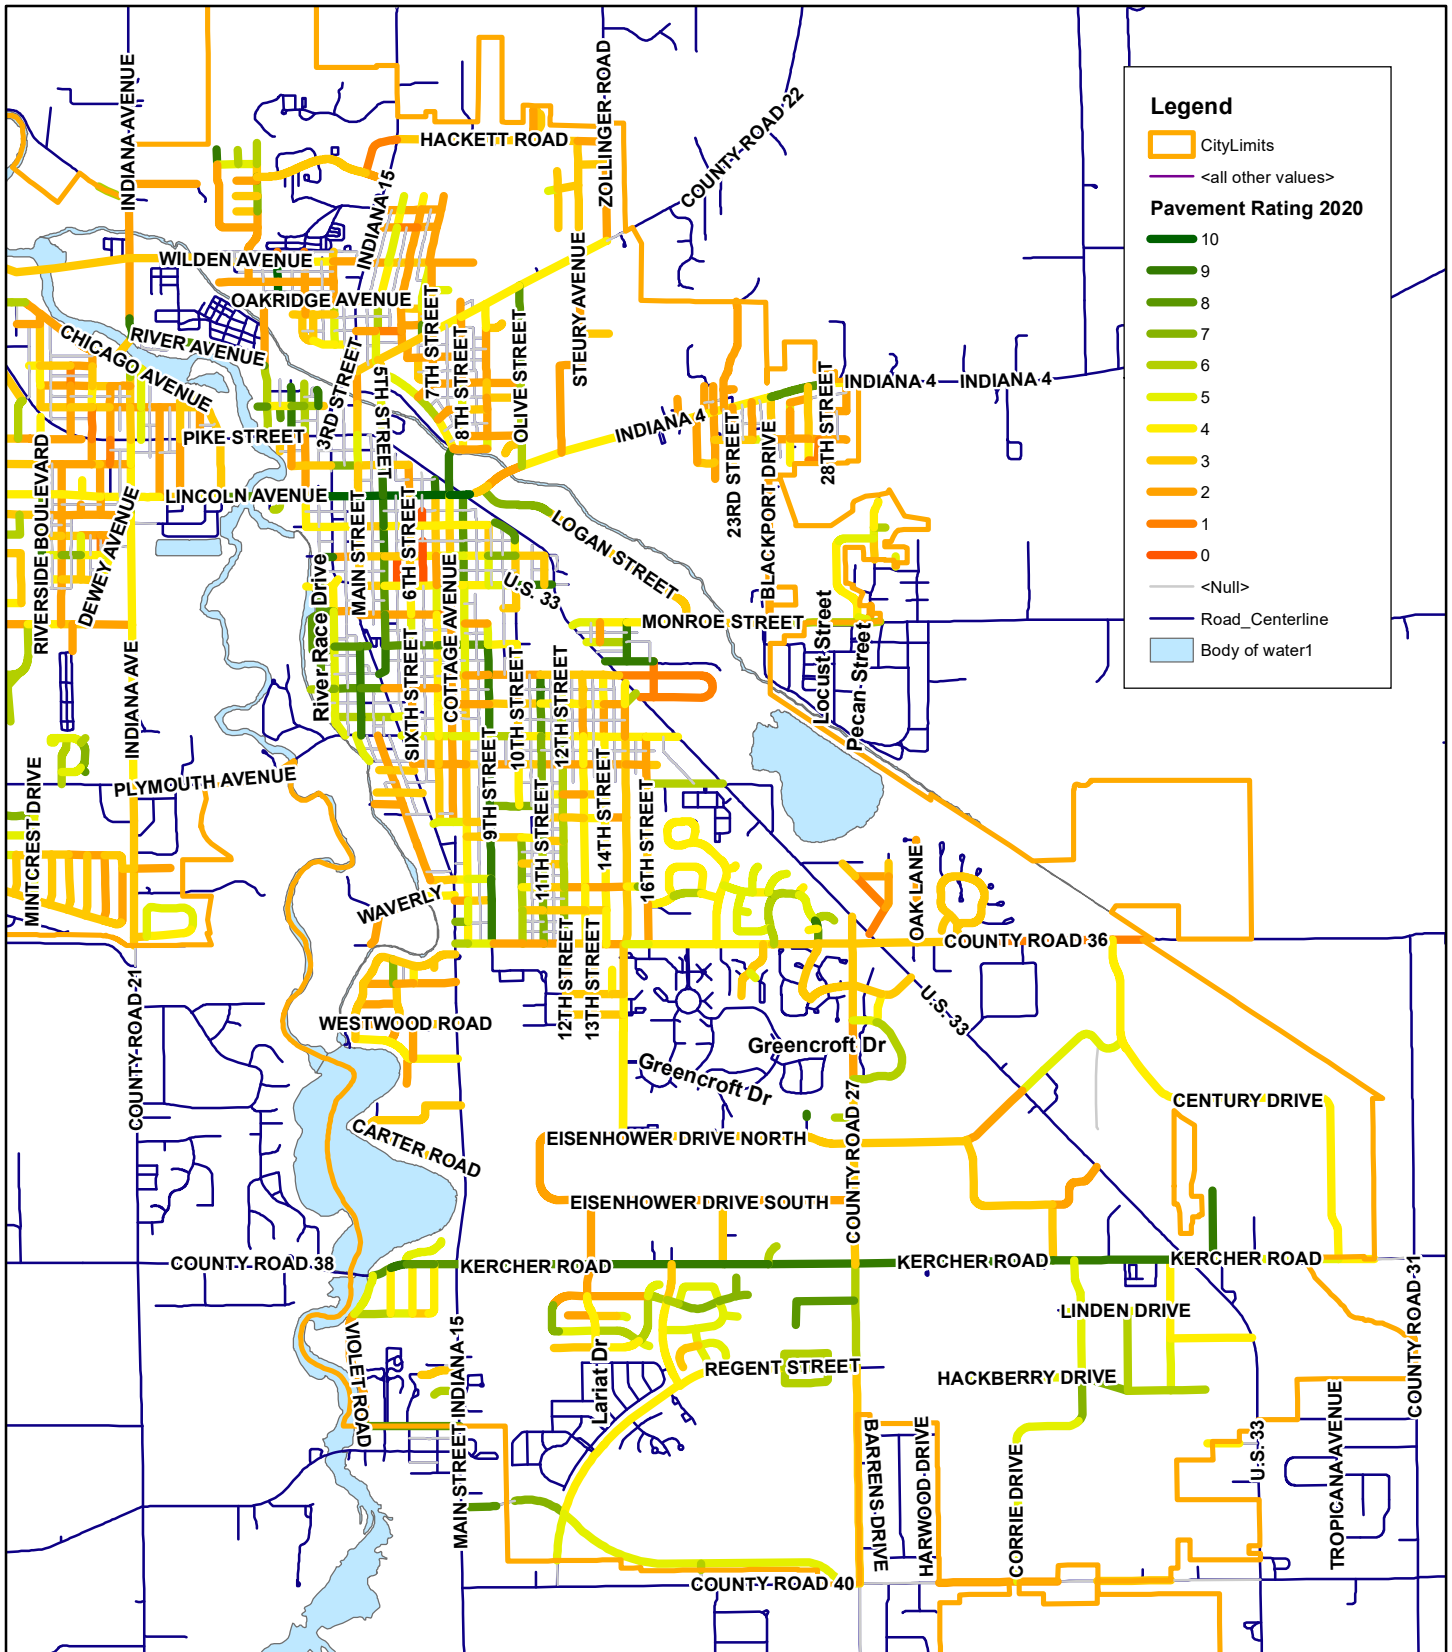 INDIANA AVENUE
ZOLLINGER ROAD
COUNTY ROAD 22
HACKETT ROAD
INDIANA 15
WILDEN AVENUE
OAKRIDGE AVENUE
STEURY AVENUE
CHICAGO AVENUE
RIVER AVENUE
7TH STREET
8TH STREET
OLIVE STREET
3RD STREET
5TH STREET
INDIANA 4
28TH STREET
INDIANA 4
INDIANA 4
PIKE STREET
RIVERSIDE BOULEVARD
23RD STREET
BLACKPORT DRIVE
LINCOLN AVENUE
DEWEY AVENUE
MAIN STREET
6TH STREET
LOGAN STREET
U.S. 33
River Race Drive
COTTAGE AVENUE
MONROE STREET
Locust Street
Pecan Street
INDIANA AVE
SIXTH STREET
10TH STREET
12TH STREET
PLYMOUTH AVENUE
MINTCREST DRIVE
9TH STREET
11TH STREET
14TH STREET
16TH STREET
OAK LANE
WAVERLY
COUNTY ROAD 36
12TH STREET
13TH STREET
COUNTY ROAD 21
WESTWOOD ROAD
U.S. 33
Greencroft Dr
Greencroft Dr
CENTURY DRIVE
CARTER ROAD
EISENHOWER DRIVE NORTH
COUNTY ROAD 27
EISENHOWER DRIVE SOUTH
COUNTY ROAD 38
KERCHER ROAD
KERCHER ROAD
KERCHER ROAD
COUNTY ROAD 31
LINDEN DRIVE
VIOLET ROAD
INDIANA 15
Lariat Dr
REGENT STREET
HACKBERRY DRIVE
MAIN STREET
BARRENS DRIVE
HARWOOD DRIVE
CORRIE DRIVE
U.S. 33
TROPICANA AVENUE
COUNTY ROAD 40
Legend
CityLimits
<all other values>
Pavement Rating 2020
10
9
8
7
6
5
4
3
2
1
0
<Null>
Road_Centerline
Body of water1